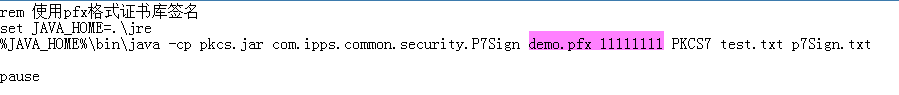 rem 使用pfx格式证书库签名
set JAVA_HOME=.\jre
%JAVA_HOME%\bin\java -cp pkcs.jar com.ipps.common.security.P7Sign demo.pfx 11111111 PKCS7 test.txt p7Sign.txt
pause